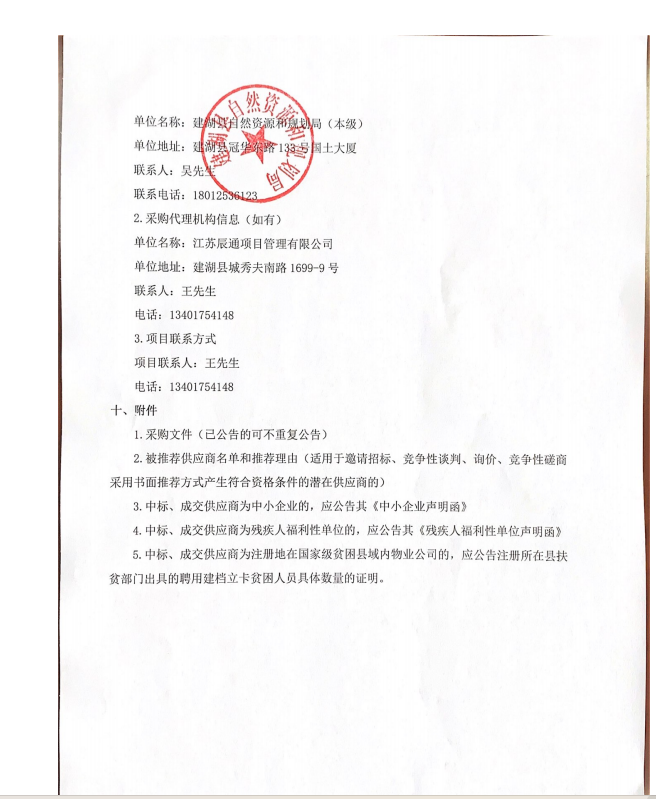 单位名称：建湖县自然资源和规划局（本级）
单位地址：建湖县冠华东路 133 号国土大厦
联系人：吴先生
联系电话：18012536123
2.采购代理机构信息（如有）
单位名称：江苏辰通项目管理有限公司
单位地址：建湖县城秀夫南路 1699-9 号
联系人：王先生
电话：13401754148
3.项目联系方式
项目联系人：王先生
电话：13401754148
十、附件
1.采购文件（已公告的可不重复公告）
2.被推荐供应商名单和推荐理由（适用于邀请招标、竞争性谈判、询价、竞争性磋商
采用书面推荐方式产生符合资格条件的潜在供应商的）
3.中标、成交供应商为中小企业的，应公告其《中小企业声明函》
4.中标、成交供应商为残疾人福利性单位的，应公告其《残疾人福利性单位声明函》
5.中标、成交供应商为注册地在国家级贫困县域内物业公司的，应公告注册所在县扶
贫部门出具的聘用建档立卡贫困人员具体数量的证明。
建湖县自然资源和规划局